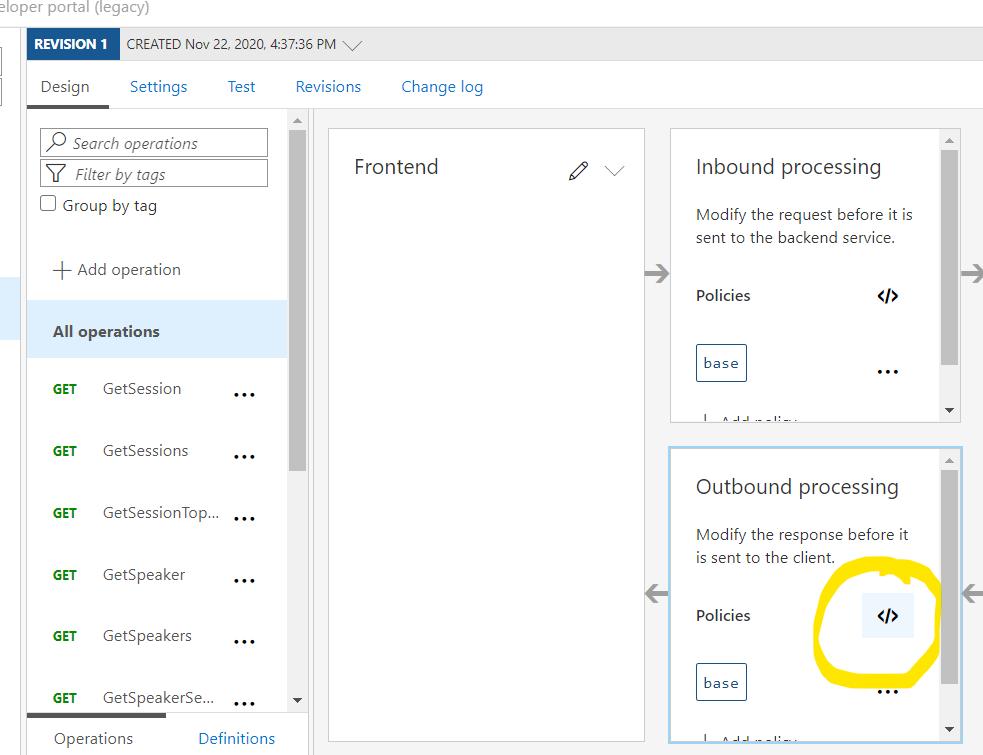 eloper portal (legacy)
REVISION 1 CREATED Nov 22, 2020, 4:37:36 PM
Design Settings Test Revisions Change log
Search operations
Filter by tags
Group by tag
Add operation
All operations
GET GetSession ...
GET GetSessions ...
GET GetSessionTop... ...
GET GetSpeaker ...
GET GetSpeakers ...
GET GetSpeakerSe... ...
Operations Definitions
Frontend
Inbound processing
Modify the request before it is
sent to the backend service.
Policies </>
base ...
+ Add policy
Outbound processing
Modify the response before it
is sent to the client.
Policies </>
base ...
+ Add policy